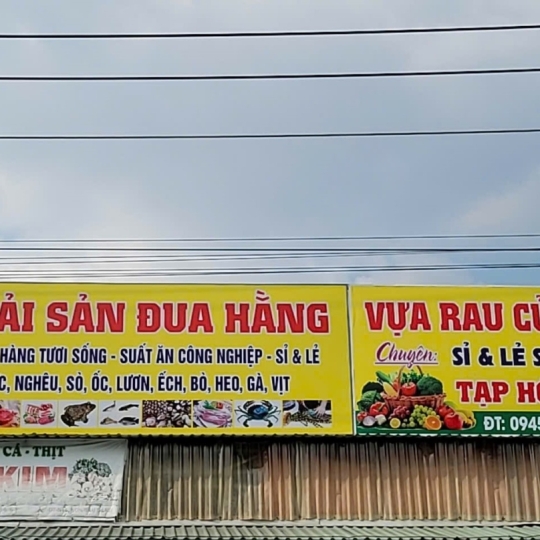 ẢI SẢN ĐUA HẰNG
HÀNG TƯƠI SỐNG - SUẤT ĂN CÔNG NGHIỆP - SỈ & LẺ
C, NGHÊU, SÒ, ỐC, LƯƠN, ẾCH, BÒ, HEO, GÀ, VỊT
VỰA RAU CỦ
Chuyên: SỈ & LẺ S
TẠP H
ĐT: 0945
CÁ - THỊT
KIM